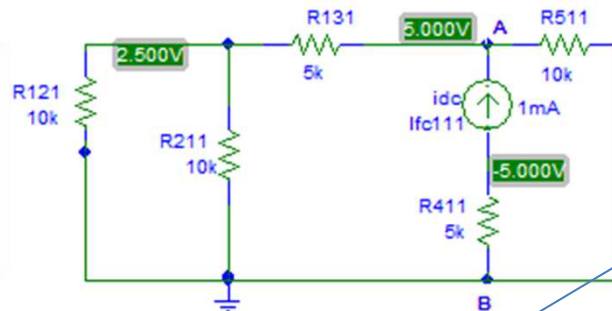 R131
5k
5.000V
A
R511
10k
2.500V
R121
10k
R211
10k
idc
Ifc111
1mA
-5.000V
R411
5k
B